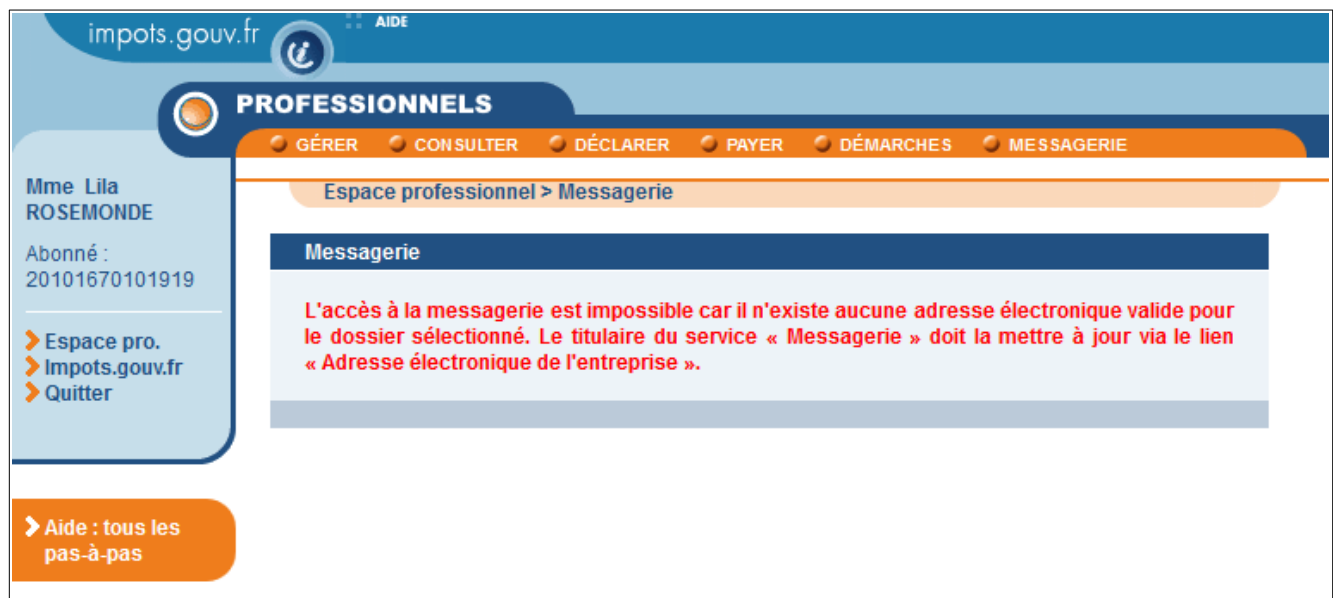 impots.gouv.fr
AIDE
PROFESSIONNELS
GÉRER CONSULTER DÉCLARER PAYER DÉMARCHES MESSAGERIE
Mme Lila
ROSEMONDE
Abonné :
20101670101919
Espace pro.
Impots.gouv.fr
Quitter
Aide : tous les
pas-à-pas
Espace professionnel > Messagerie
Messagerie
L'accès à la messagerie est impossible car il n'existe aucune adresse électronique valide pour
le dossier sélectionné. Le titulaire du service « Messagerie » doit la mettre à jour via le lien
« Adresse électronique de l'entreprise ».